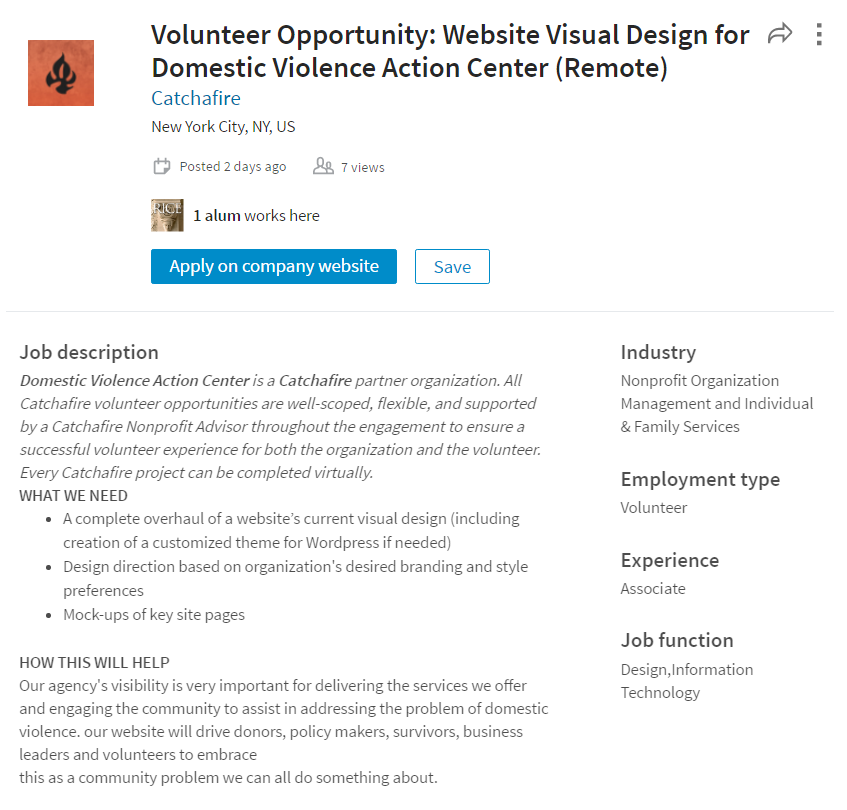 Volunteer Opportunity: Website Visual Design for
Domestic Violence Action Center (Remote)
Catchafire
New York City, NY, US
Posted 2 days ago
7 views
RICE
1 alum works here
Apply on company website
Save
Job description
Domestic Violence Action Center is a Catchafire partner organization. All
Catchafire volunteer opportunities are well-scoped, flexible, and supported
by a Catchafire Nonprofit Advisor throughout the engagement to ensure a
successful volunteer experience for both the organization and the volunteer.
Every Catchafire project can be completed virtually.
WHAT WE NEED
• A complete overhaul of a website’s current visual design (including
creation of a customized theme for Wordpress if needed)
• Design direction based on organization's desired branding and style
preferences
• Mock-ups of key site pages
HOW THIS WILL HELP
Our agency's visibility is very important for delivering the services we offer
and engaging the community to assist in addressing the problem of domestic
violence. our website will drive donors, policy makers, survivors, business
leaders and volunteers to embrace
this as a community problem we can all do something about.
Industry
Nonprofit Organization
Management and Individual
& Family Services
Employment type
Volunteer
Experience
Associate
Job function
Design,Information
Technology